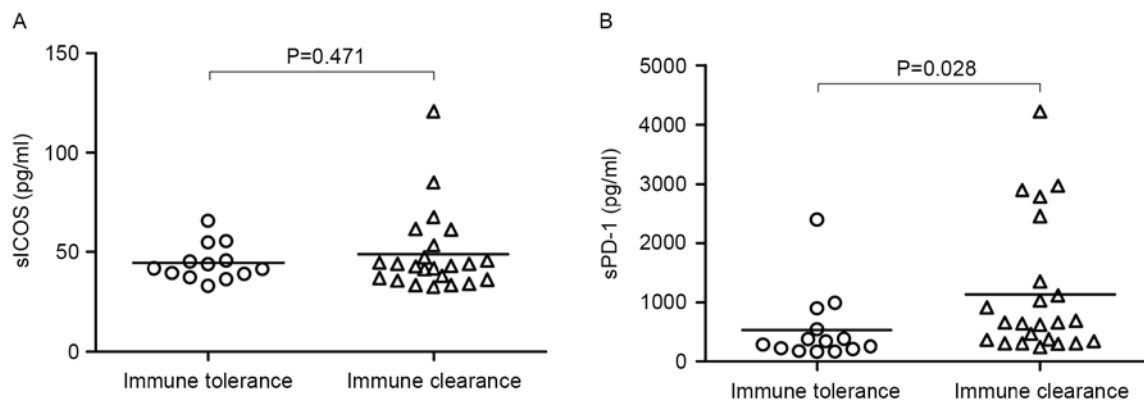 A
P=0.471
sICOS (pg/ml)
150
100
50
0
Immune tolerance
Immune clearance
B
P=0.028
sPD-1 (pg/ml)
5000
4000
3000
2000
1000
0
Immune tolerance
Immune clearance